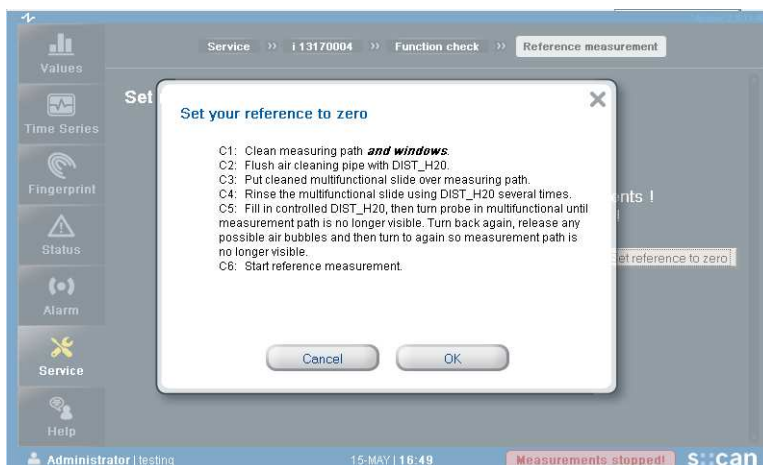 Service » i 13170004 » Function check » Reference measurement
Values
Time Series
Fingerprint
Status
Alarm
Service
Help
Set
Set your reference to zero
C1: Clean measuring path and windows.
C2: Flush air cleaning pipe with DIST_H20.
C3: Put cleaned multifunctional slide over measuring path.
C4: Rinse the multifunctional slide using DIST_H20 several times.
C5: Fill in controlled DIST_H20, then turn probe in multifunctional until
measurement path is no longer visible. Turn back again, release any
possible air bubbles and then turn to again so measurement path is
no longer visible.
C6: Start reference measurement.
Cancel
OK
ents !
!
et reference to zero
Administrator | testing
15-MAY | 16:49
Measurements stopped!
s::can